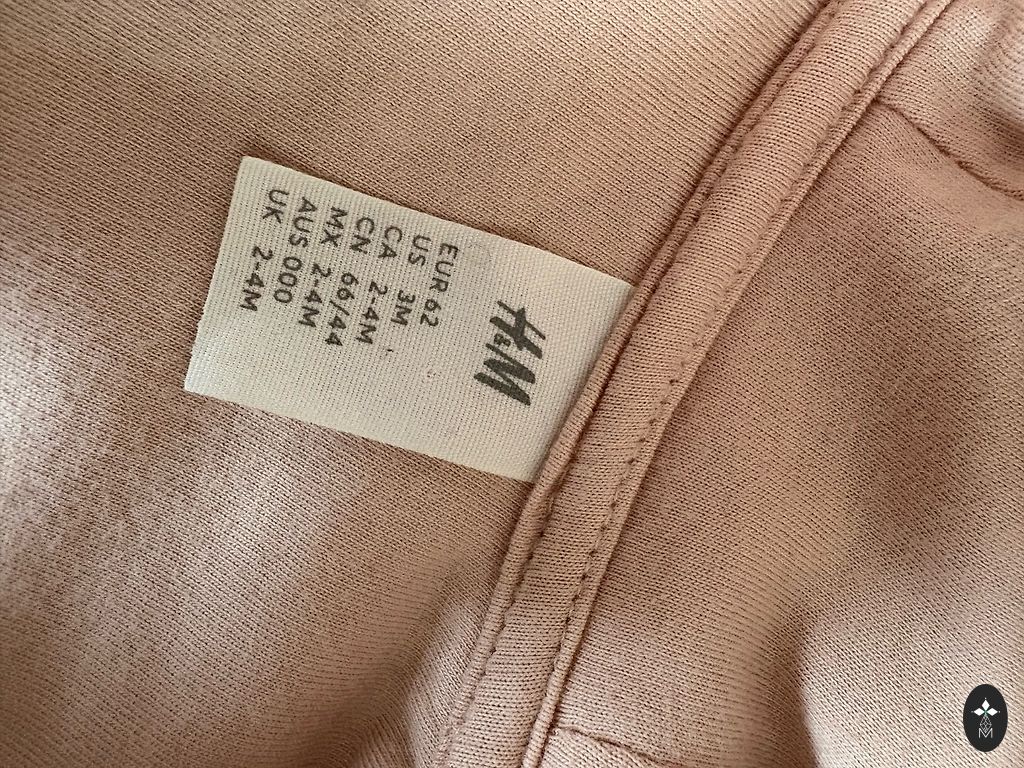 H&M
EUR 62
US 3M
CA 2-4M
CN 66/44
MX 2-4M
AUS 000
UK 2-4M
M